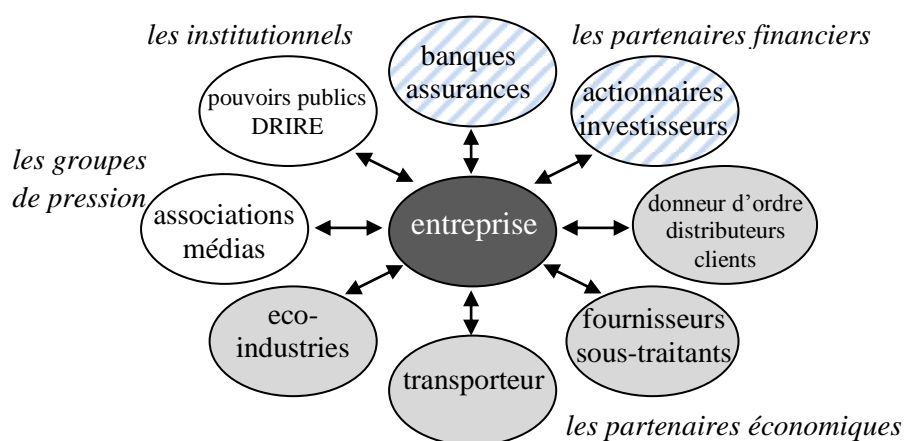 les institutionnels
banques
assurances
les partenaires financiers
pouvoirs publics
DRIRE
actionnaires
investisseurs
les groupes
de pression
associations
médias
entreprise
donneur d’ordre
distributeurs
clients
eco-
industries
transporteur
fournisseurs
sous-traitants
les partenaires économiques